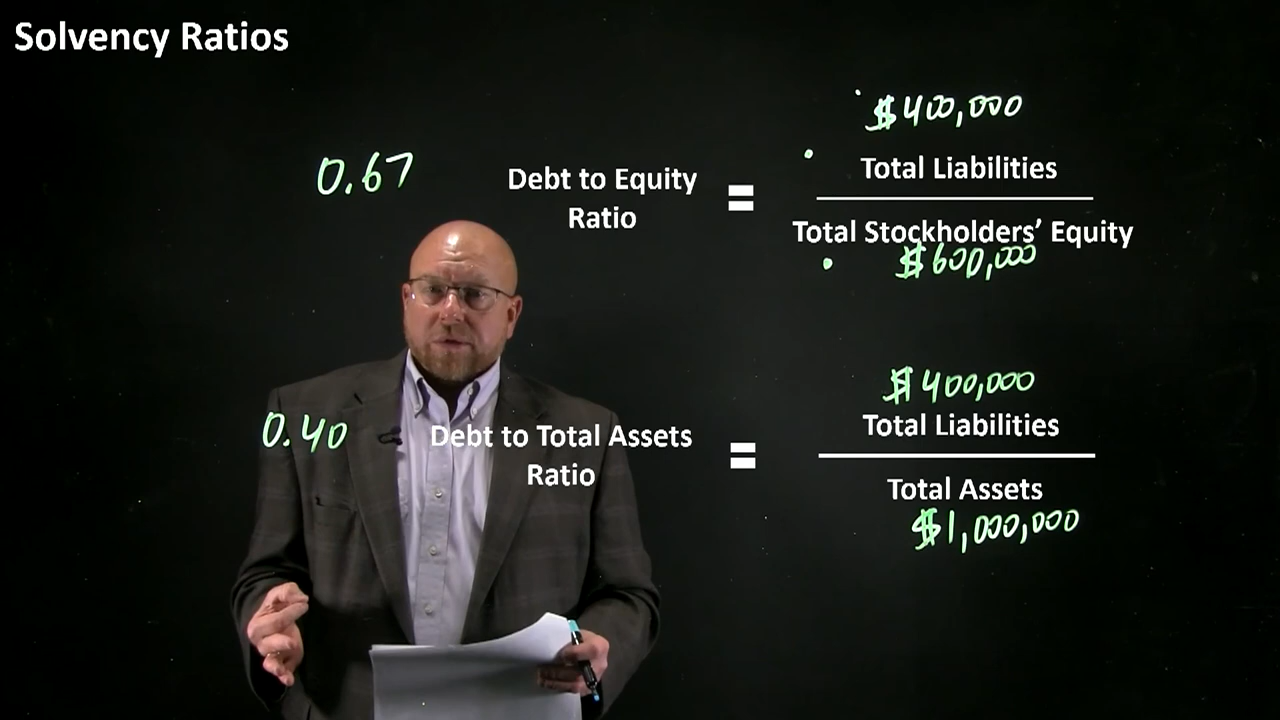 Solvency Ratios
$400,000
0.67
Debt to Equity
Ratio
=
Total Liabilities
Total Stockholders’ Equity
$600,000
$400,000
0.40
Debt to Total Assets
Ratio
=
Total Liabilities
Total Assets
$1,000,000